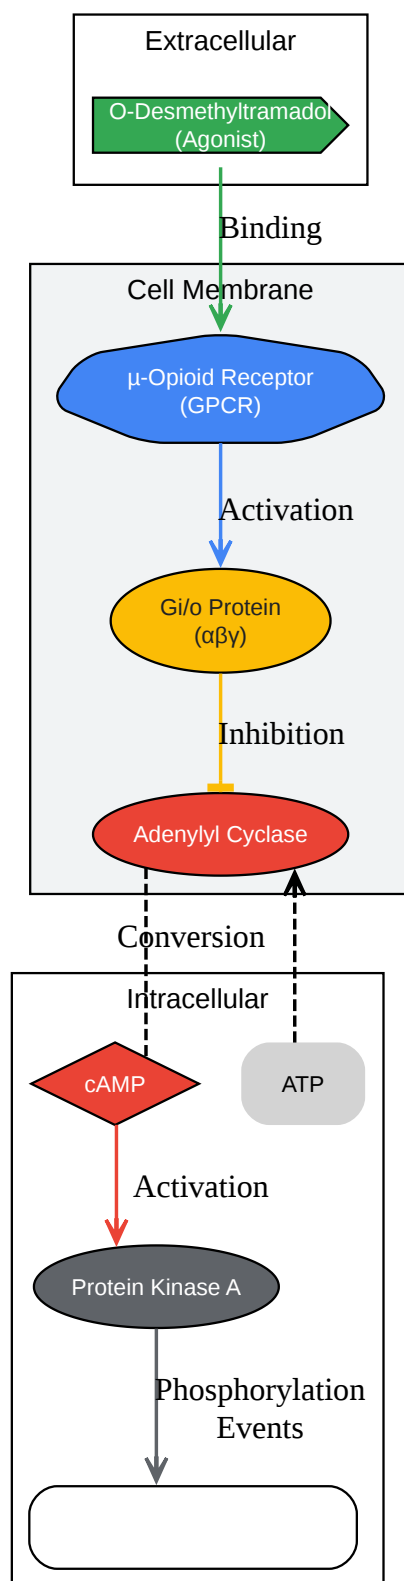 Extracellular
O-Desmethyltramadol
(Agonist)
Binding
Cell Membrane
μ-Opioid Receptor
(GPCR)
Activation
Gi/o Protein
(αβγ)
Inhibition
Adenylyl Cyclase
Conversion
Intracellular
cAMP
ATP
Activation
Protein Kinase A
Phosphorylation
Events